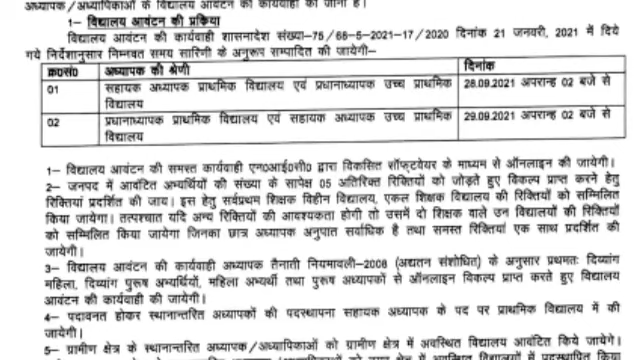 अध्यापक/अध्यापिकाओं के विद्यालय आवंटन की कार्यवाही की जानी है।
1— विद्यालय आवंटन की प्रकिया
विद्यालय आवंटन की कार्यवाही शासनादेश संख्या–75/68–5–2021–17/2020 दिनांक 21 जनवरी, 2021 में दिये
गये निर्देशानुसार निम्नवत समय सारिणी के अनुरूप सम्पादित की जायेगी–
क्र0सं0 अध्यापक की श्रेणी दिनांक
01 सहायक अध्यापक प्राथमिक विद्यालय एवं प्रधानाध्यापक उच्च प्राथमिक 28.09.2021 अपरान्ह 02 बजे से
विद्यालय
02 प्रधानाध्यापक प्राथमिक विद्यालय एवं सहायक अध्यापक उच्च प्राथमिक 29.09.2021 अपरान्ह 02 बजे से
विद्यालय
1— विद्यालय आवंटन की समस्त कार्यवाही एन0आई0सी0 द्वारा विकसित सॉफ्टवेयर के माध्यम से ऑनलाइन की जायेगी।
2— जनपद में आवंटित अभ्यर्थियों की संख्या के सापेक्ष 05 अतिरिक्त रिक्तियों को जोड़ते हुए विकल्प प्राप्त करने हेतु
रिक्तियां प्रदर्शित की जाय। इस हेतु सर्वप्रथम शिक्षक विहीन विद्यालय, एकल शिक्षक विद्यालय की रिक्तियों को सम्मिलित
किया जायेगा। तत्पश्चात यदि अन्य रिक्तियों की आवश्यकता होगी तो उसमें दो शिक्षक वाले उन विद्यालयों की रिक्तियों
को सम्मिलित किया जायेगा जिनका छात्र अध्यापक अनुपात सर्वाधिक है तथा समस्त रिक्तियां एक साथ प्रदर्शित की
जायेगी।
3— विद्यालय आवंटन की कार्यवाही अध्यापक तैनाती नियमावली–2008 (अद्यतन संशोधित) के अनुसार प्रथमतः दिव्यांग
महिला, दिव्यांग पुरूष अभ्यर्थियों, महिला अभ्यर्थी तथा पुरूष अध्यापकों से ऑनलाइन विकल्प प्राप्त करते हुए विद्यालय
आवंटन की कार्यवाही की जायेगी।
4— पदावनत होकर स्थानान्तरित अध्यापकों की पदस्थापना सहायक अध्यापक के पद पर प्राथमिक विद्यालय में की
जायेगी।
5— ग्रामीण क्षेत्र के स्थानान्तरित अध्यापक/अध्यापिकाओं को ग्रामीण क्षेत्र में अवस्थित विद्यालय आवंटित किये जायेंगे।